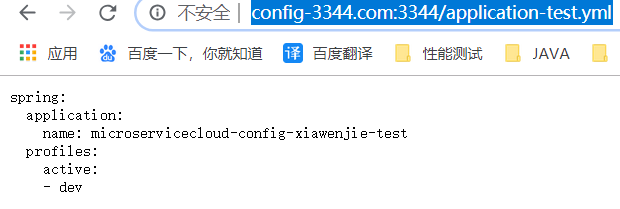 不安全 | config-3344.com:3344/application-test.yml
应用 百度一下，你就知道 译 百度翻译 性能测试 JAVA
spring:
  application:
    name: microservicecloud-config-xiawenjie-test
  profiles:
    active:
    - dev